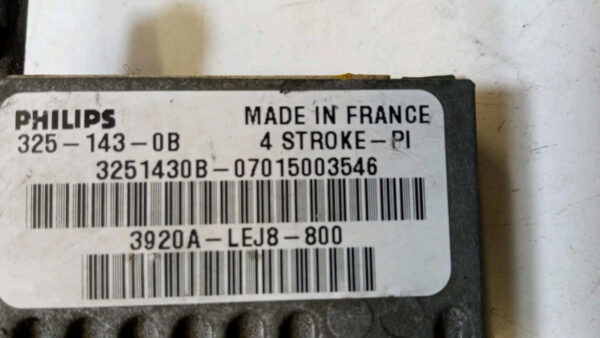 PHILIPS MADE IN FRANCE
325-143-0B 4 STROKE-PI
3251430B-07015003546
3920A-LEJ8-800